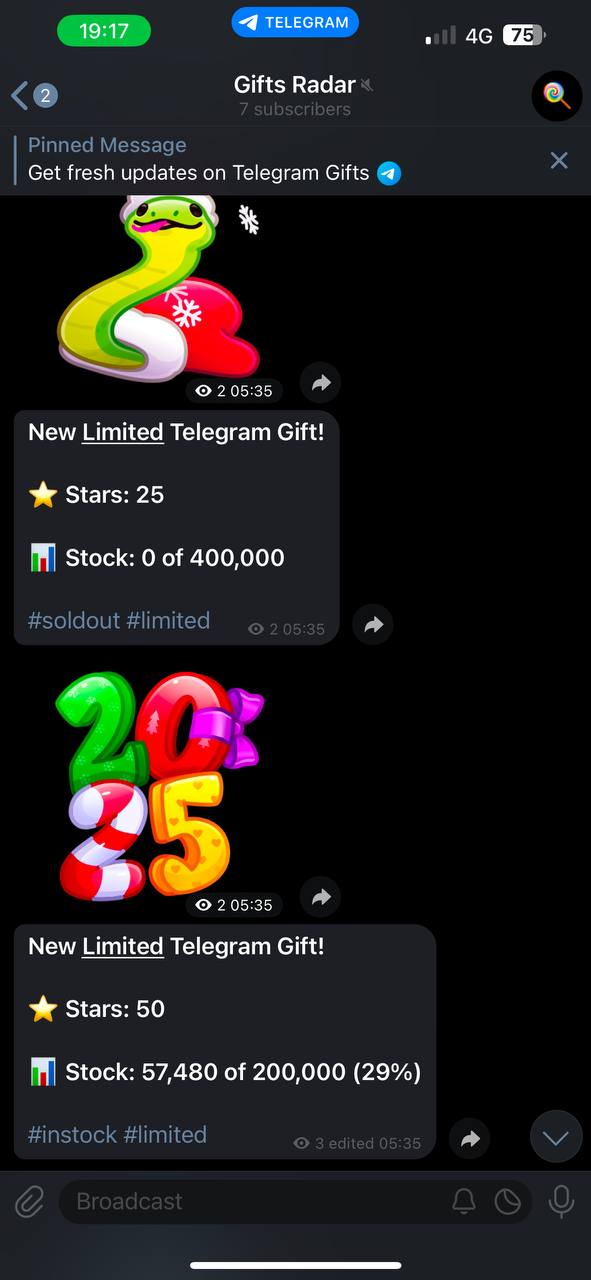 19:17
TELEGRAM
4G
75
2
Gifts Radar
7 subscribers
Pinned Message
Get fresh updates on Telegram Gifts
2 05:35
New Limited Telegram Gift!
Stars: 25
Stock: 0 of 400,000
#soldout #limited
2 05:35
20
25
2 05:35
New Limited Telegram Gift!
Stars: 50
Stock: 57,480 of 200,000 (29%)
#instock #limited
3 edited 05:35
Broadcast